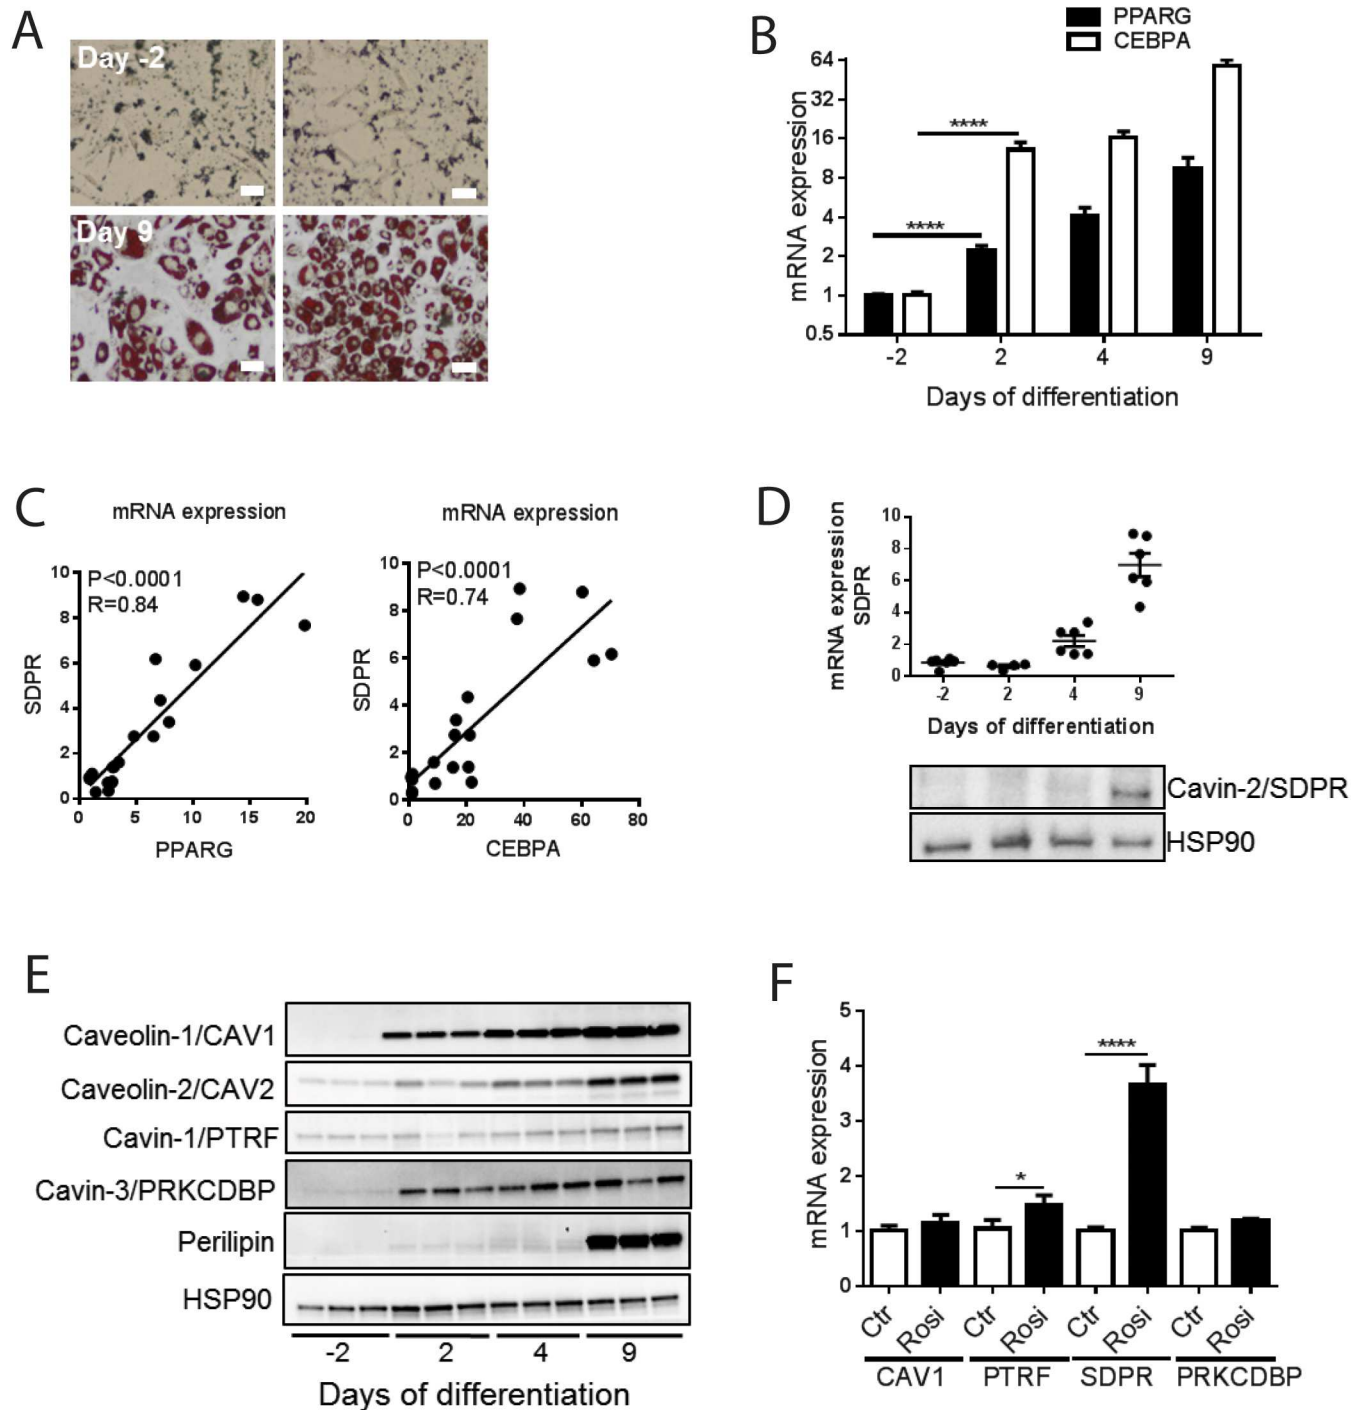 A
Day -2
Day 9
B
PPARG
CEBPA
mRNA expression
64
32
16
8
4
2
1
0.5
****
****
-2 2 4 9
Days of differentiation
C
mRNA expression
P<0.0001
R=0.84
SDPR
10
8
6
4
2
0
0 5 10 15 20
PPARG
mRNA expression
P<0.0001
R=0.74
SDPR
10
8
6
4
2
0
0 20 40 60 80
CEBPA
D
mRNA expression
SDPR
10
8
6
4
2
0
-2 2 4 9
Days of differentiation
Cavin-2/SDPR
HSP90
E
Caveolin-1/CAV1
Caveolin-2/CAV2
Cavin-1/PTRF
Cavin-3/PRKCDBP
Perilipin
HSP90
-2 2 4 9
Days of differentiation
F
mRNA expression
5
4
3
2
1
0
*
****
Ctr Rosi Ctr Rosi Ctr Rosi Ctr Rosi
CAV1 PTRF SDPR PRKCDBP